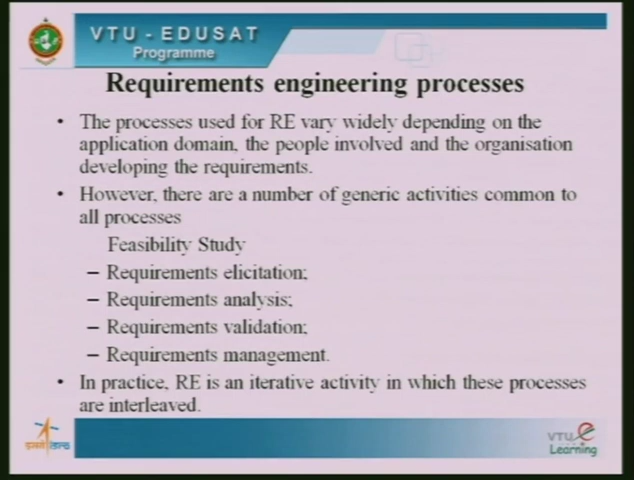 VTU - EDUSAT
Programme
Requirements engineering processes
• The processes used for RE vary widely depending on the
application domain, the people involved and the organisation
developing the requirements.
• However, there are a number of generic activities common to
all processes
Feasibility Study
– Requirements elicitation;
– Requirements analysis;
– Requirements validation;
– Requirements management.
• In practice, RE is an iterative activity in which these processes
are interleaved.
इसरो isro
VTU e
Learning